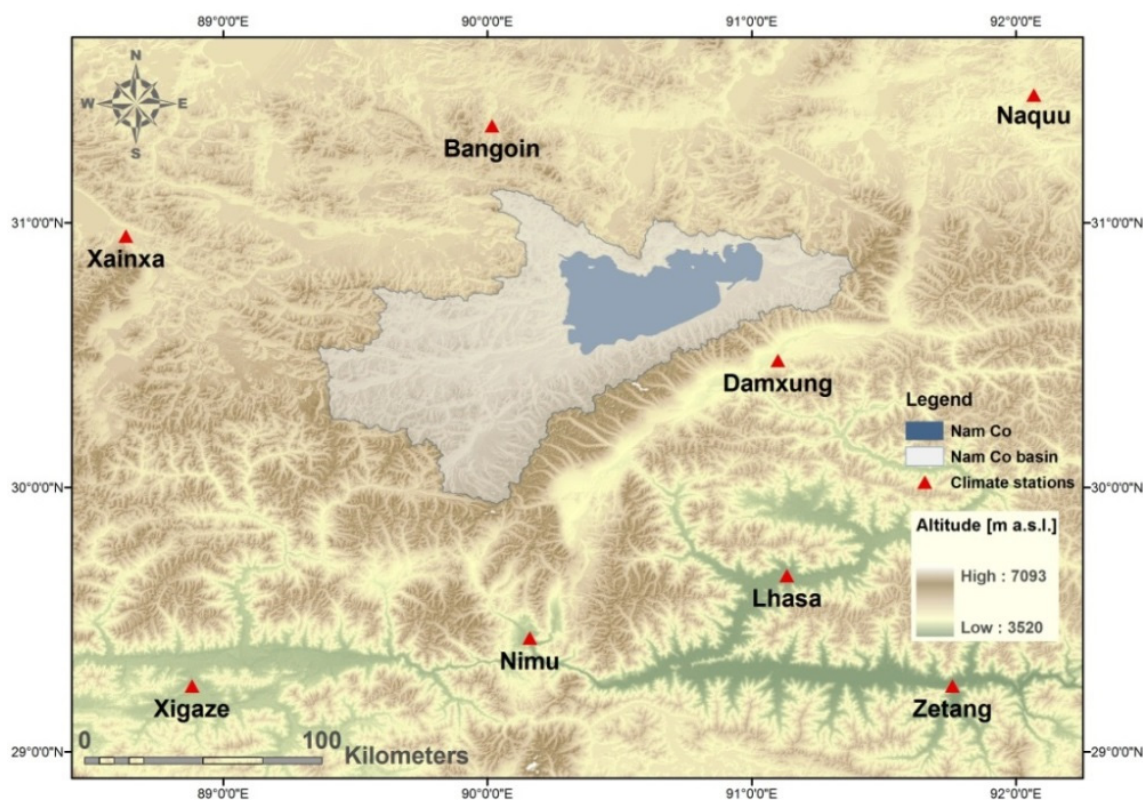 89°0'0"E 90°0'0"E 91°0'0"E 92°0'0"E
N
W E
S
Naquu
Bangoin
31°0'0"N 31°0'0"N
Xainxa
Damxung
Legend
Nam Co
Nam Co basin
Climate stations
30°0'0"N 30°0'0"N
Altitude [m a.s.l.]
High : 7093
Low : 3520
Lhasa
Nimu
Xigaze
Zetang
0 100
Kilometers
29°0'0"N 29°0'0"N
89°0'0"E 90°0'0"E 91°0'0"E 92°0'0"E